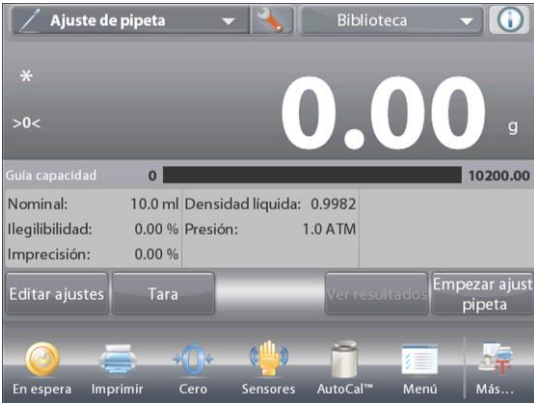 Ajuste de pipeta
Biblioteca
*
>0<
0.00 g
Guía capacidad 0 10200.00
Nominal: 10.0 ml Densidad líquida: 0.9982
Ilegibilidad: 0.00 % Presión: 1.0 ATM
Imprecisión: 0.00 %
Editar ajustes
Tara
Ver resultados
Empezar ajust
pipeta
En espera
Imprimir
Cero
Sensores
AutoCal™
Menú
Más...